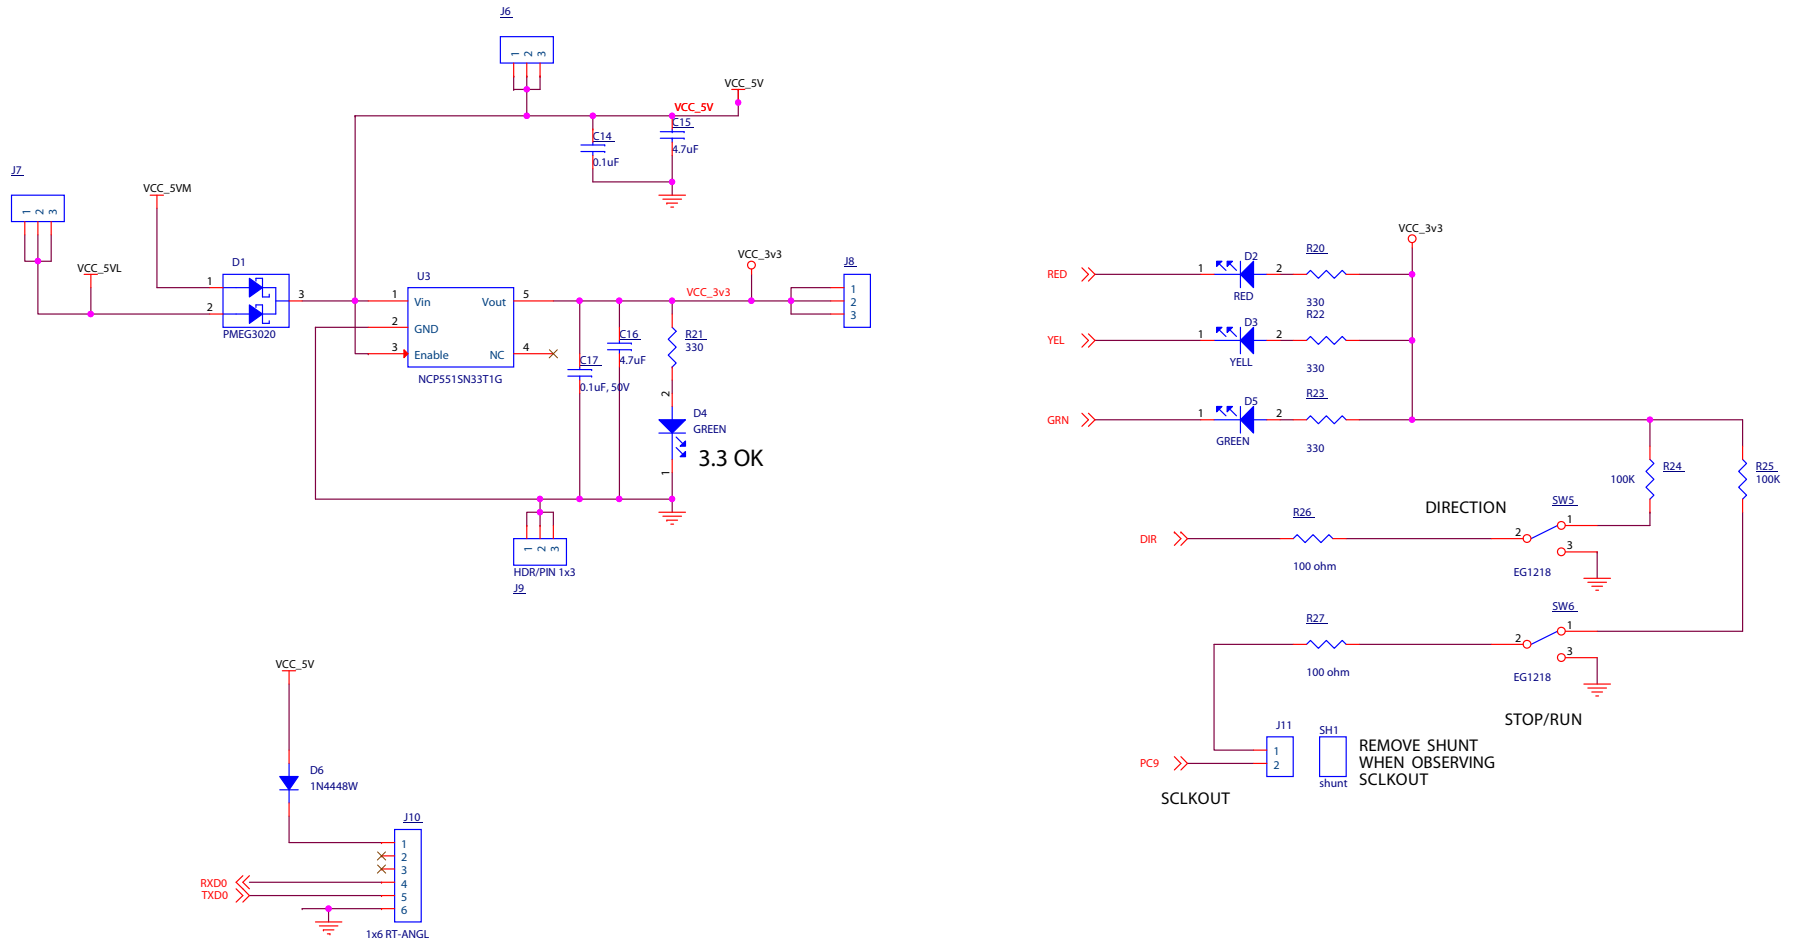 J6
1 2 3
VCC_5V
VCC_5V
C15
4.7uF
C14
0.1uF
J7
1 2 3
VCC_5VM
VCC_5VL
D1
1
2
3
PMEG3020
U3
1 Vin
2 GND
3 Enable
Vout 5
NC 4
NCP551SN33T1G
VCC_3v3
VCC_3v3
J8
1
2
3
C16
4.7uF
C17
0.1uF, 50V
R21
330
2
D4
GREEN
1
3.3 OK
1 2 3
HDR/PIN 1x3
J9
VCC_5V
D6
1N4448W
J10
1
2
3
4
5
6
RXD0
TXD0
1x6 RT-ANGL
VCC_3v3
RED
1
D2
2
RED
R20
330
YEL
1
D3
2
YELL
R22
330
GRN
1
D5
2
GREEN
R23
330
R24
100K
R25
100K
DIRECTION
DIR
R26
100 ohm
SW5
2
1
3
EG1218
R27
100 ohm
SW6
2
1
3
EG1218
STOP/RUN
J11
1
2
PC9
SCLKOUT
SH1
shunt
REMOVE SHUNT
WHEN OBSERVING
SCLKOUT